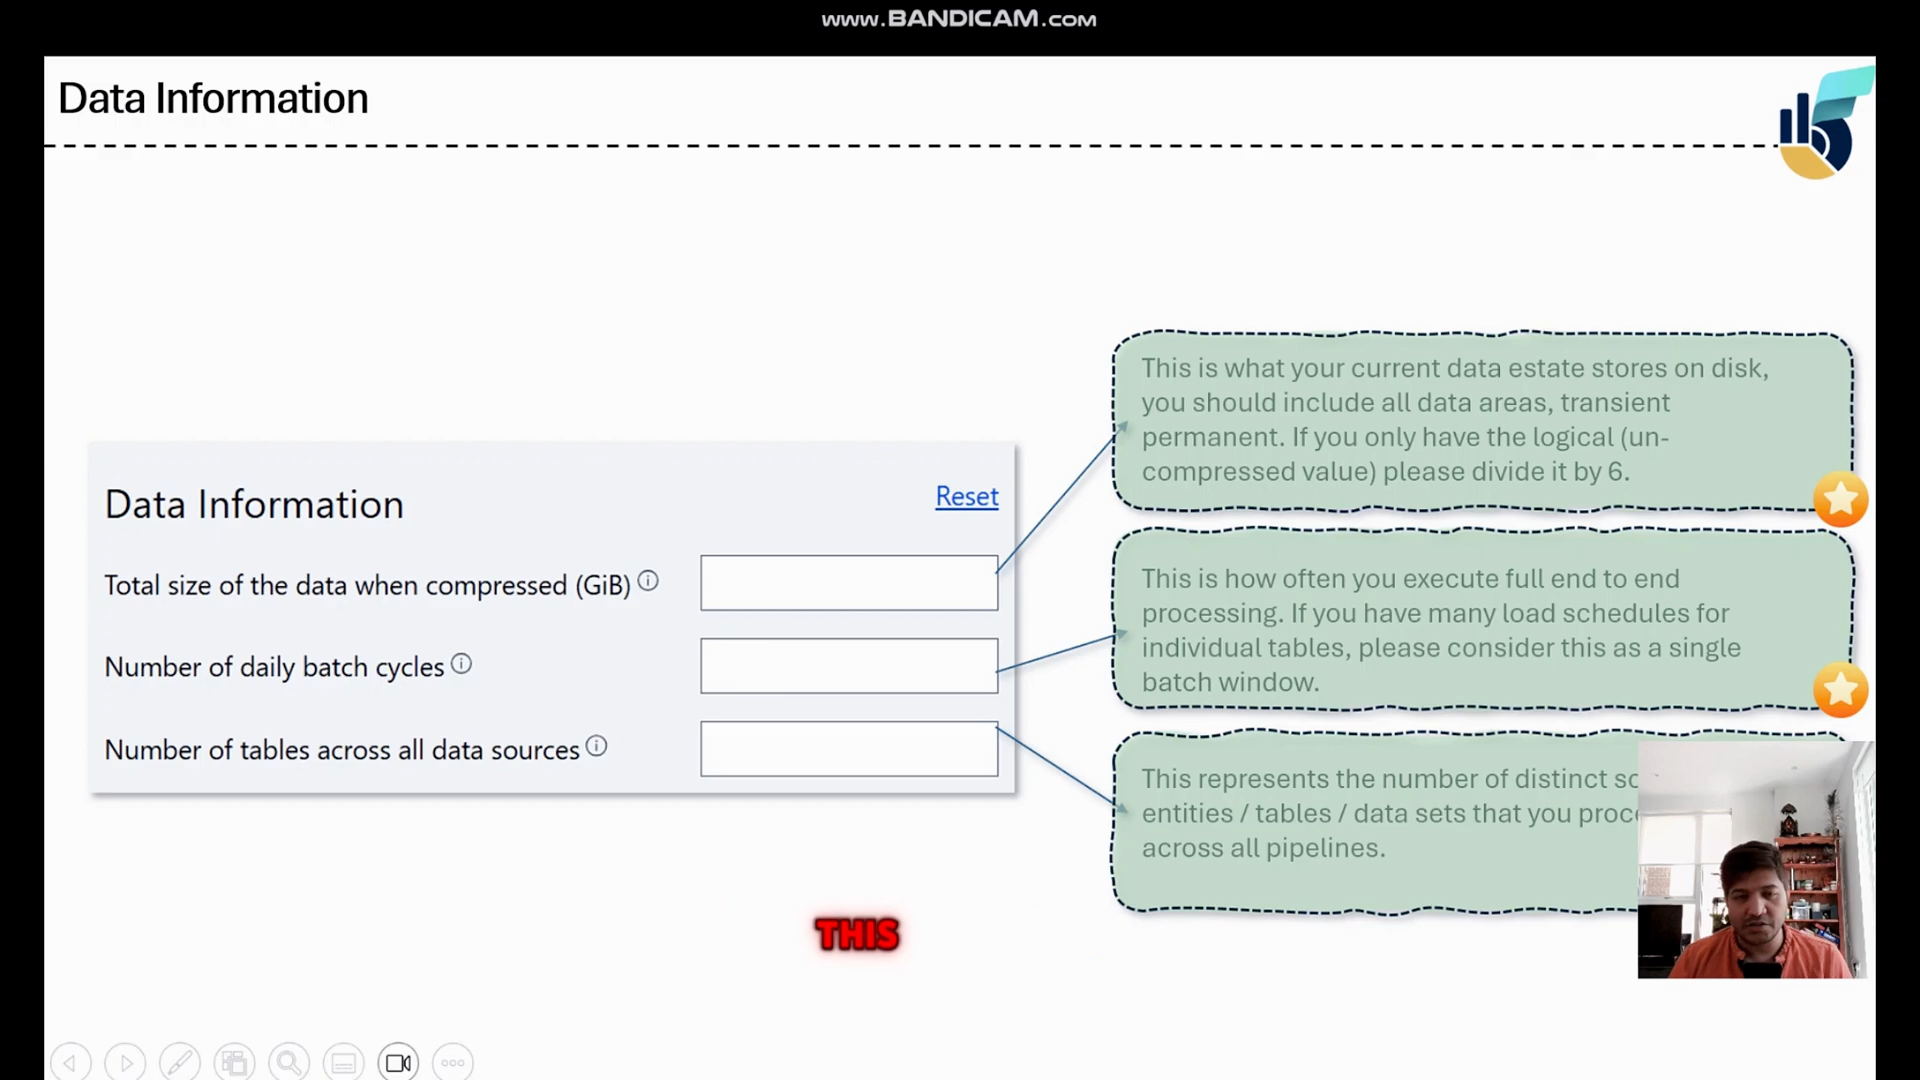 www.BANDICAM.com
Data Information
This is what your current data estate stores on disk,
you should include all data areas, transient
permanent. If you only have the logical (un-
compressed value) please divide it by 6.
Data Information
Reset
Total size of the data when compressed (GiB)
This is how often you execute full end to end
processing. If you have many load schedules for
individual tables, please consider this as a single
batch window.
Number of daily batch cycles
Number of tables across all data sources
This represents the number of distinct
entities / tables / data sets that you
across all pipelines.
THIS